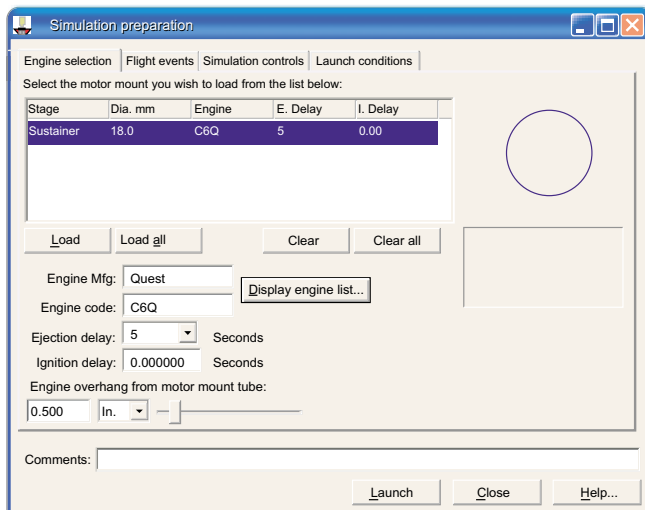 Simulation preparation
Engine selection Flight events Simulation controls Launch conditions
Select the motor mount you wish to load from the list below:
Stage Dia. mm Engine E. Delay I. Delay
Sustainer 18.0 C6Q 5 0.00
Load Load all Clear Clear all
Engine Mfg: Quest
Display engine list...
Engine code: C6Q
Ejection delay: 5 Seconds
Ignition delay: 0.000000 Seconds
Engine overhang from motor mount tube:
0.500 In.
Comments:
Launch Close Help...